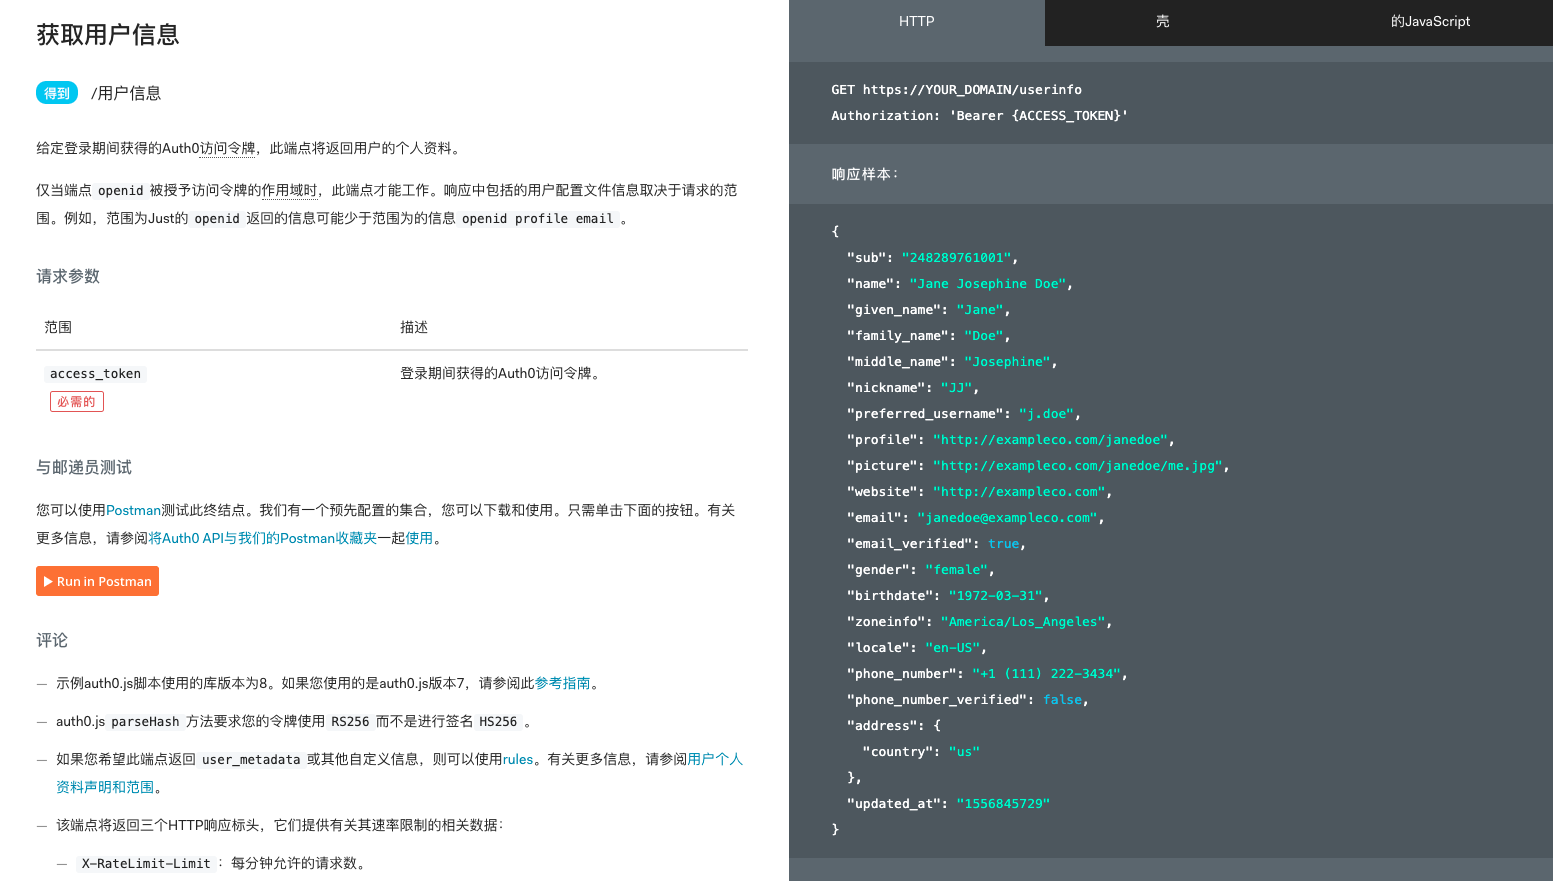 获取用户信息
得到 /用户信息
给定登录期间获得的Auth0访问令牌，此端点将返回用户的个人资料。
仅当端点 openid 被授予访问令牌的作用域时，此端点才能工作。响应中包括的用户配置文件信息取决于请求的范
围。例如，范围为Just的 openid 返回的信息可能少于范围为的信息 openid profile email 。
请求参数
范围 描述
access_token 登录期间获得的Auth0访问令牌。
必需的
与邮递员测试
您可以使用Postman测试此终结点。我们有一个预先配置的集合，您可以下载和使用。只需单击下面的按钮。有关
更多信息，请参阅将Auth0 API与我们的Postman收藏夹一起使用。
Run in Postman
评论
— 示例auth0.js脚本使用的库版本为8。如果您使用的是auth0.js版本7，请参阅此参考指南。
— auth0.js parseHash 方法要求您的令牌使用 RS256 而不是进行签名 HS256 。
— 如果您希望此端点返回 user_metadata 或其他自定义信息，则可以使用rules。有关更多信息，请参阅用户个人
资料声明和范围。
— 该端点将返回三个HTTP响应标头，它们提供有关其速率限制的相关数据：
— X-RateLimit-Limit ：每分钟允许的请求数。
HTTP 壳 的JavaScript
GET https://YOUR_DOMAIN/userinfo
Authorization: 'Bearer {ACCESS_TOKEN}'
响应样本：
{
"sub": "248289761001",
"name": "Jane Josephine Doe",
"given_name": "Jane",
"family_name": "Doe",
"middle_name": "Josephine",
"nickname": "JJ",
"preferred_username": "j.doe",
"profile": "http://exampleco.com/janedoe",
"picture": "http://exampleco.com/janedoe/me.jpg",
"website": "http://exampleco.com",
"email": "janedoe@exampleco.com",
"email_verified": true,
"gender": "female",
"birthdate": "1972-03-31",
"zoneinfo": "America/Los_Angeles",
"locale": "en-US",
"phone_number": "+1 (111) 222-3434",
"phone_number_verified": false,
"address": {
"country": "us"
},
"updated_at": "1556845729"
}